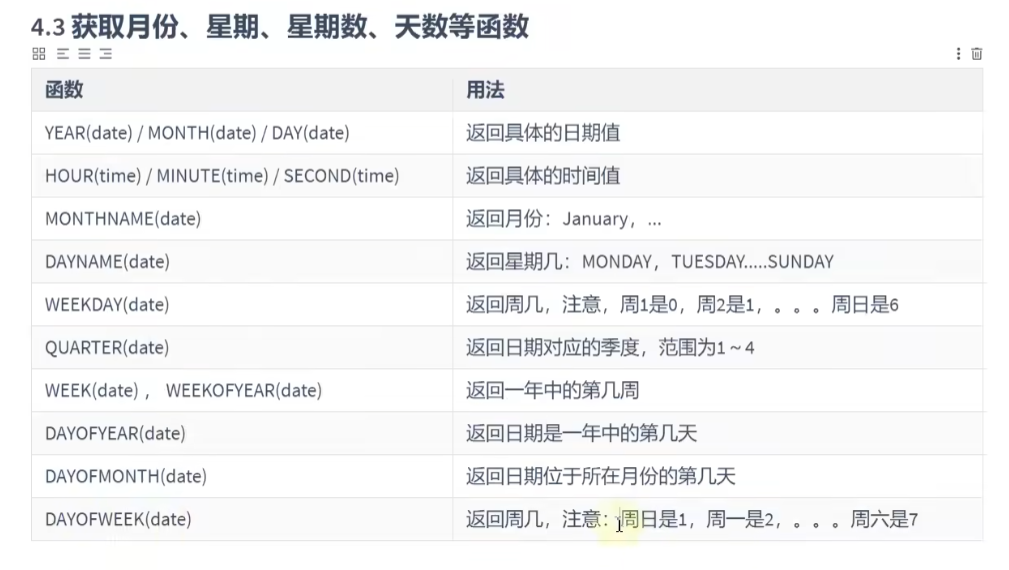 4.3 获取月份、星期、星期数、天数等函数
函数 用法
YEAR(date) / MONTH(date) / DAY(date) 返回具体的日期值
HOUR(time) / MINUTE(time) / SECOND(time) 返回具体的时间值
MONTHNAME(date) 返回月份：January，...
DAYNAME(date) 返回星期几：MONDAY，TUESDAY.....SUNDAY
WEEKDAY(date) 返回周几，注意，周1是0，周2是1，。。。周日是6
QUARTER(date) 返回日期对应的季度，范围为1～4
WEEK(date) ， WEEKOFYEAR(date) 返回一年中的第几周
DAYOFYEAR(date) 返回日期是一年中的第几天
DAYOFMONTH(date) 返回日期位于所在月份的第几天
DAYOFWEEK(date) 返回周几，注意：周日是1，周一是2，。。。周六是7